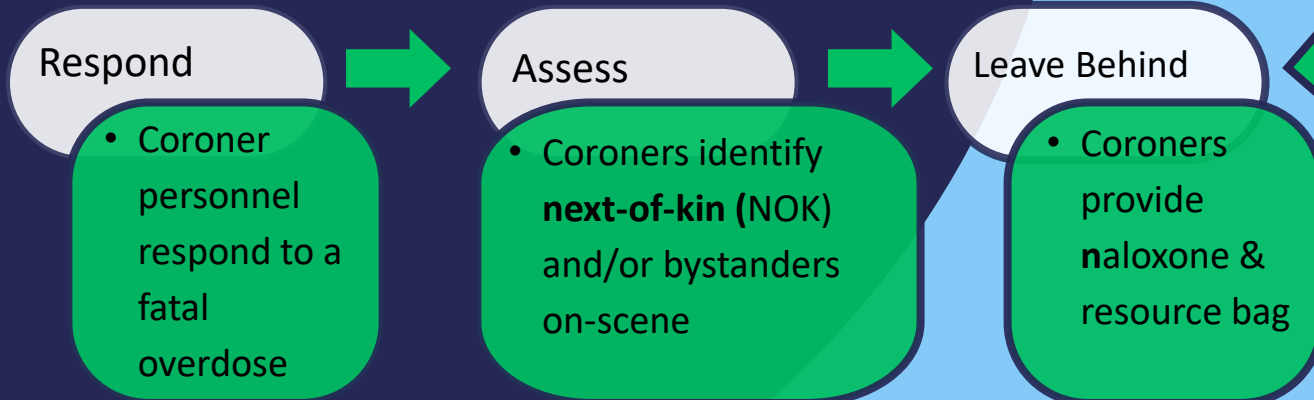 Respond
• Coroner
personnel
respond to a
fatal
overdose
Assess
• Coroners identify
next-of-kin (NOK)
and/or bystanders
on-scene
Leave Behind
• Coroners
provide
naloxone &
resource bag